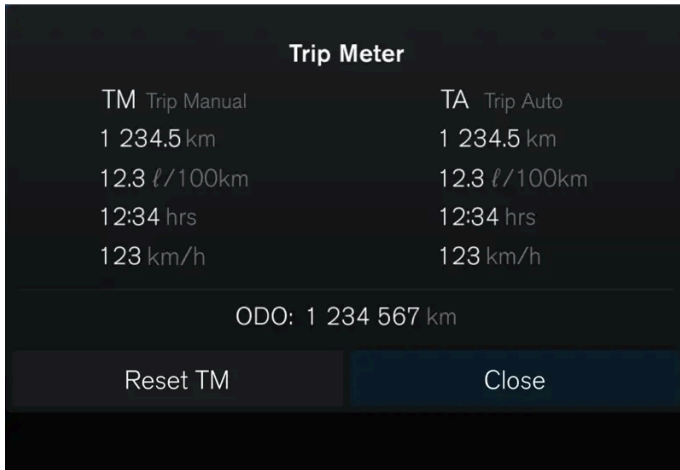 Trip Meter
TM Trip Manual
1 234.5 km
12.3 ℓ/100km
12:34 hrs
123 km/h
TA Trip Auto
1 234.5 km
12.3 ℓ/100km
12:34 hrs
123 km/h
ODO: 1 234 567 km
Reset TM
Close